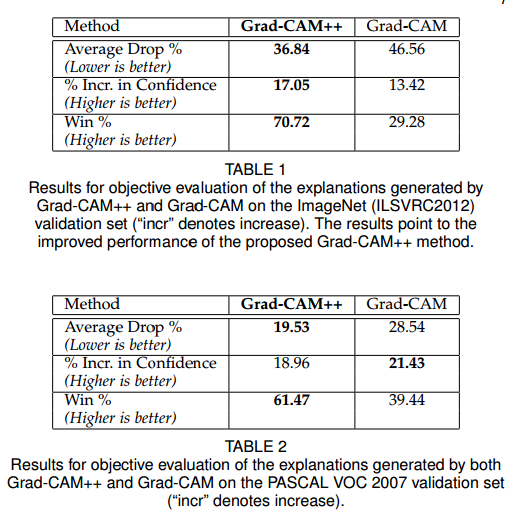 Method Grad-CAM++ Grad-CAM
Average Drop % 36.84 46.56
(Lower is better)
% Incr. in Confidence 17.05 13.42
(Higher is better)
Win % 70.72 29.28
(Higher is better)
TABLE 1
Results for objective evaluation of the explanations generated by
Grad-CAM++ and Grad-CAM on the ImageNet (ILSVRC2012)
validation set (“incr” denotes increase). The results point to the
improved performance of the proposed Grad-CAM++ method.
Method Grad-CAM++ Grad-CAM
Average Drop % 19.53 28.54
(Lower is better)
% Incr. in Confidence 18.96 21.43
(Higher is better)
Win % 61.47 39.44
(Higher is better)
TABLE 2
Results for objective evaluation of the explanations generated by both
Grad-CAM++ and Grad-CAM on the PASCAL VOC 2007 validation set
(“incr” denotes increase).